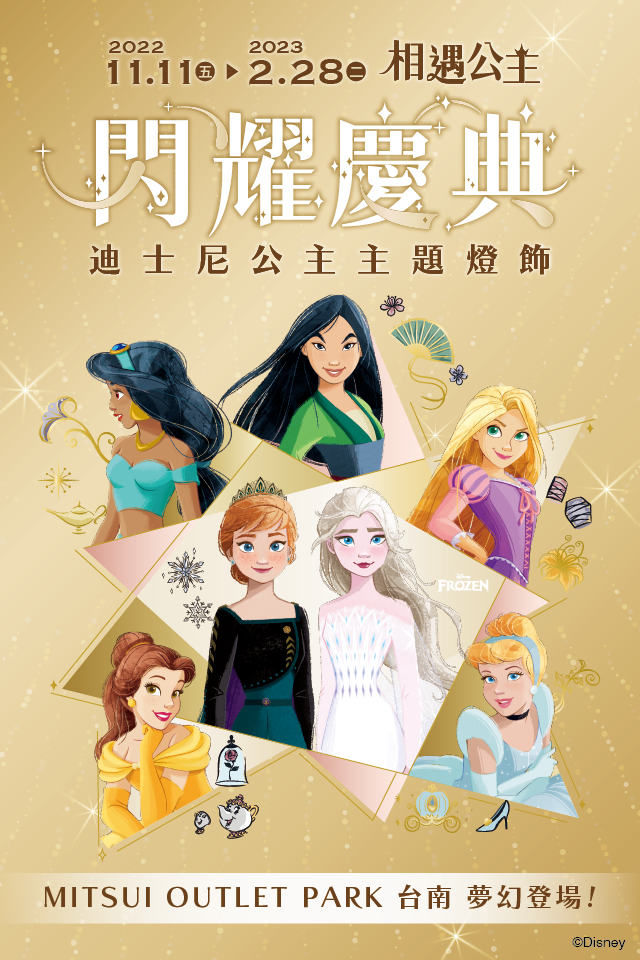 2022 2023
11.11㊄ ▶ 2.28㊁ 相遇公主
閃耀慶典
迪士尼公主主題燈飾
Disney
FROZEN
MITSUI OUTLET PARK 台南 夢幻登場!
©Disney